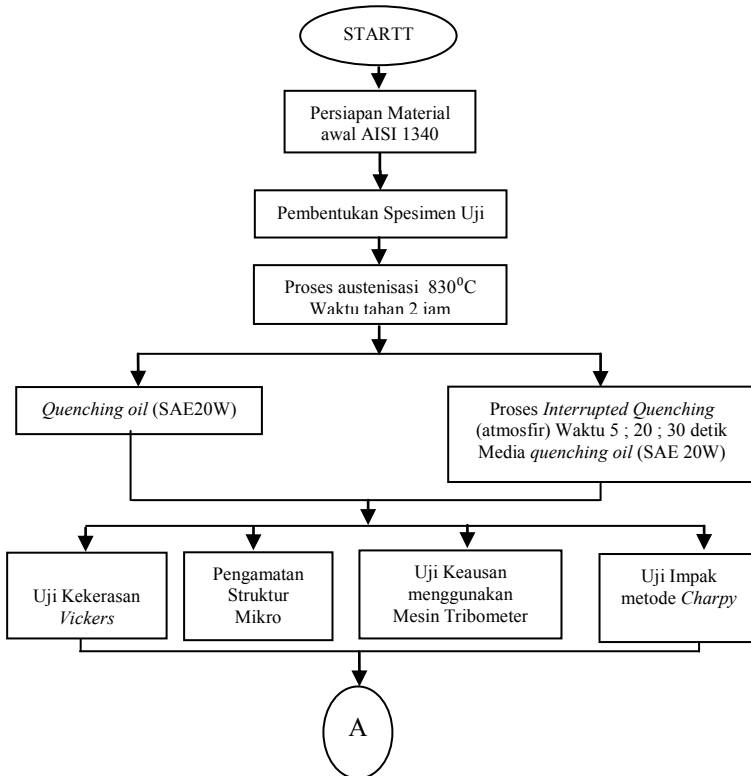 STARTT
Persiapan Material
awal AISI 1340
Pembentukan Spesimen Uji
Proses austenisasi 830⁰C
Waktu tahan 2 jam
Quenching oil (SAE20W)
Proses Interrupted Quenching
(atmosfir) Waktu 5 ; 20 ; 30 detik
Media quenching oil (SAE 20W)
Uji Kekerasan
Vickers
Pengamatan
Struktur
Mikro
Uji Keausan
menggunakan
Mesin Tribometer
Uji Impak
metode Charpy
A